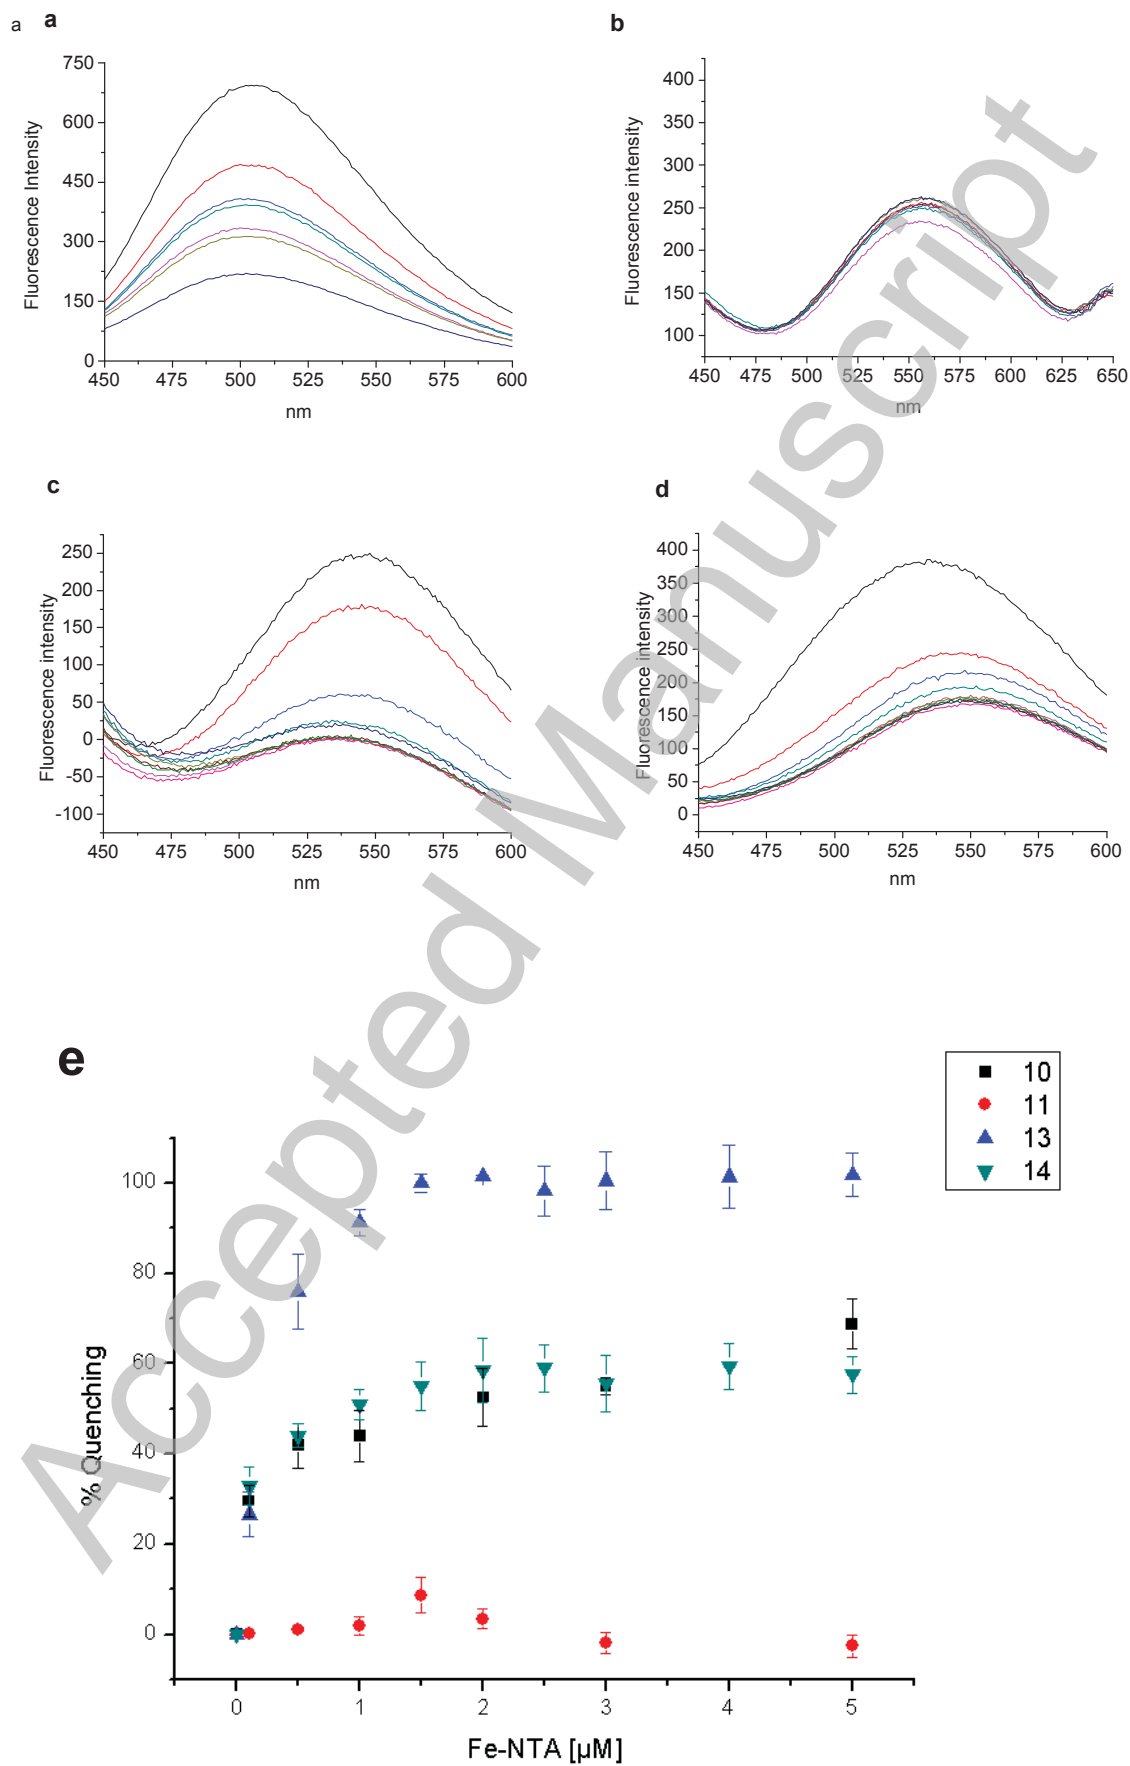 a a
b
750
600
450
300
150
0
Fluorescence Intensity
450 475 500 525 550 575 600
nm
400
350
300
250
200
150
100
Fluorescence intensity
450 475 500 525 550 575 600 625 650
nm
c
d
250
200
150
100
50
0
-50
-100
Fluorescence intensity
450 475 500 525 550 575 600
nm
400
350
300
250
200
150
100
50
0
Fluorescence intensity
450 475 500 525 550 575 600
nm
e
10
11
13
14
100
80
60
40
20
0
% Quenching
0 1 2 3 4 5
Fe-NTA [µM]
Accepted Manuscript